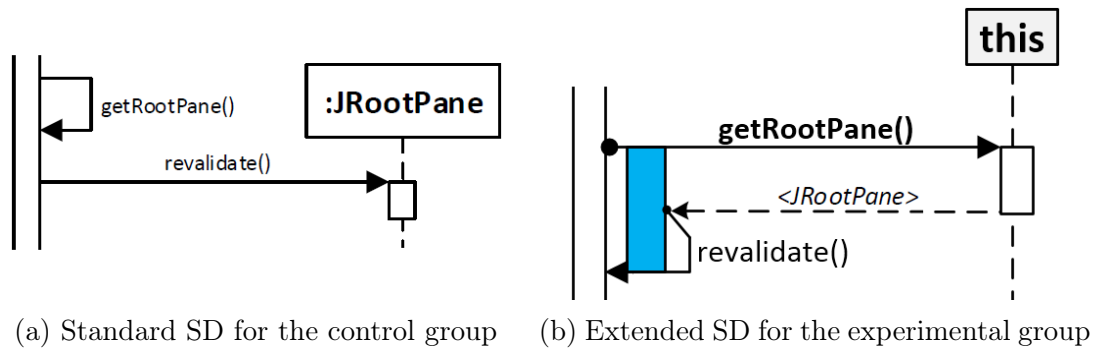 getRootPane()
:JRootPane
revalidate()
(a) Standard SD for the control group
this
getRootPane()
<JRootPane>
revalidate()
(b) Extended SD for the experimental group